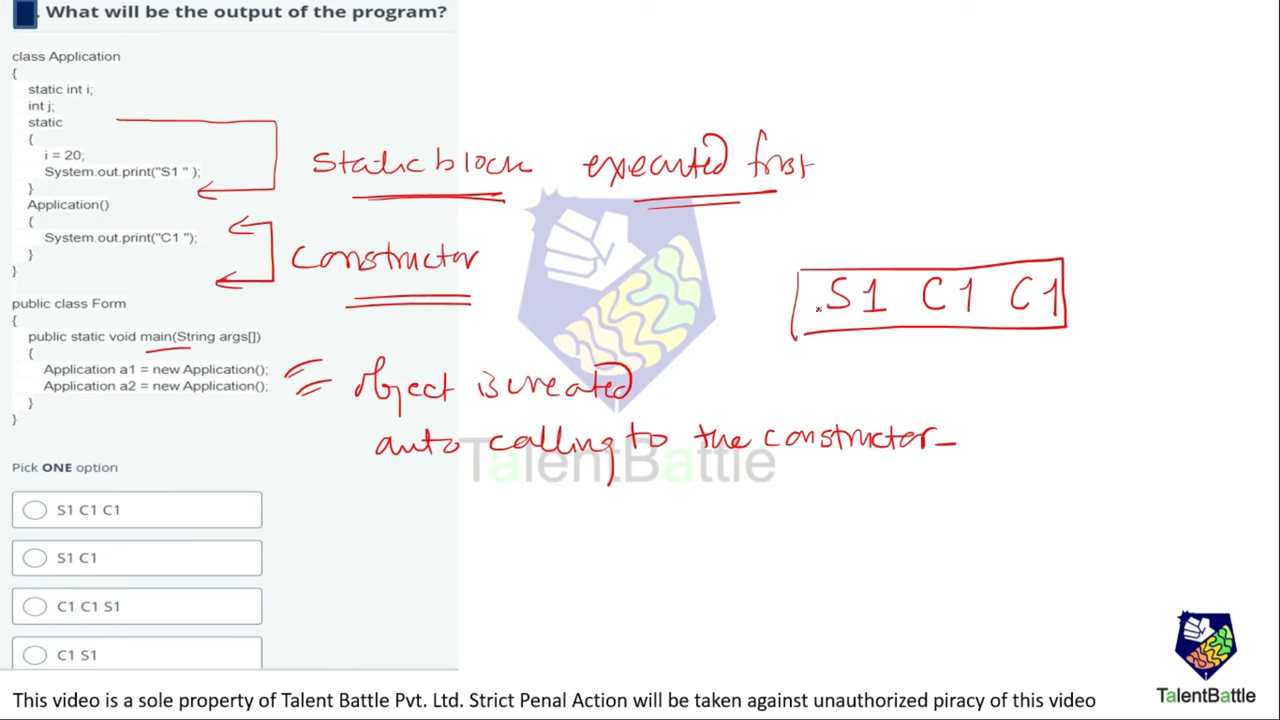 . What will be the output of the program?
class Application
{
static int i;
int j;
static
{
i = 20;
System.out.print("S1 " );
}
Application()
{
System.out.print("C1 ");
}
}
public class Form
{
public static void main(String args[])
{
Application a1 = new Application();
Application a2 = new Application();
}
}
Pick ONE option
S1 C1 C1
S1 C1
C1 C1 S1
C1 S1
Static block executed first
Constructor
S1 C1 C1
object is created
auto calling to the constructor
TalentBattle
TalentBattle
This video is a sole property of Talent Battle Pvt. Ltd. Strict Penal Action will be taken against unauthorized piracy of this video